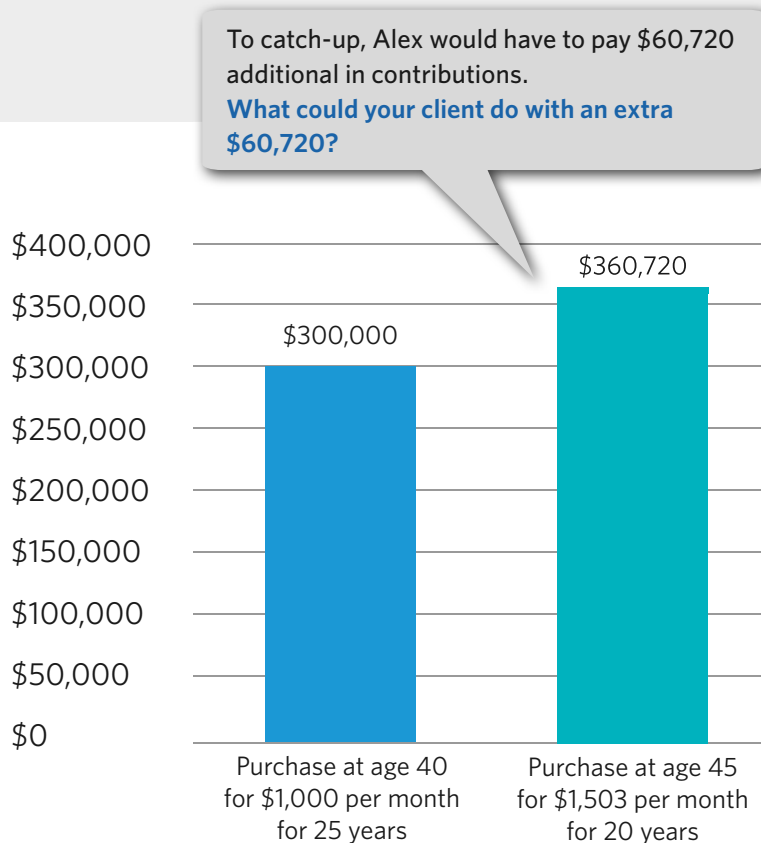 To catch-up, Alex would have to pay $60,720
additional in contributions.
What could your client do with an extra
$60,720?
$400,000
$360,720
$350,000
$300,000
$300,000
$250,000
$200,000
$150,000
$100,000
$50,000
$0
Purchase at age 40
for $1,000 per month
for 25 years
Purchase at age 45
for $1,503 per month
for 20 years